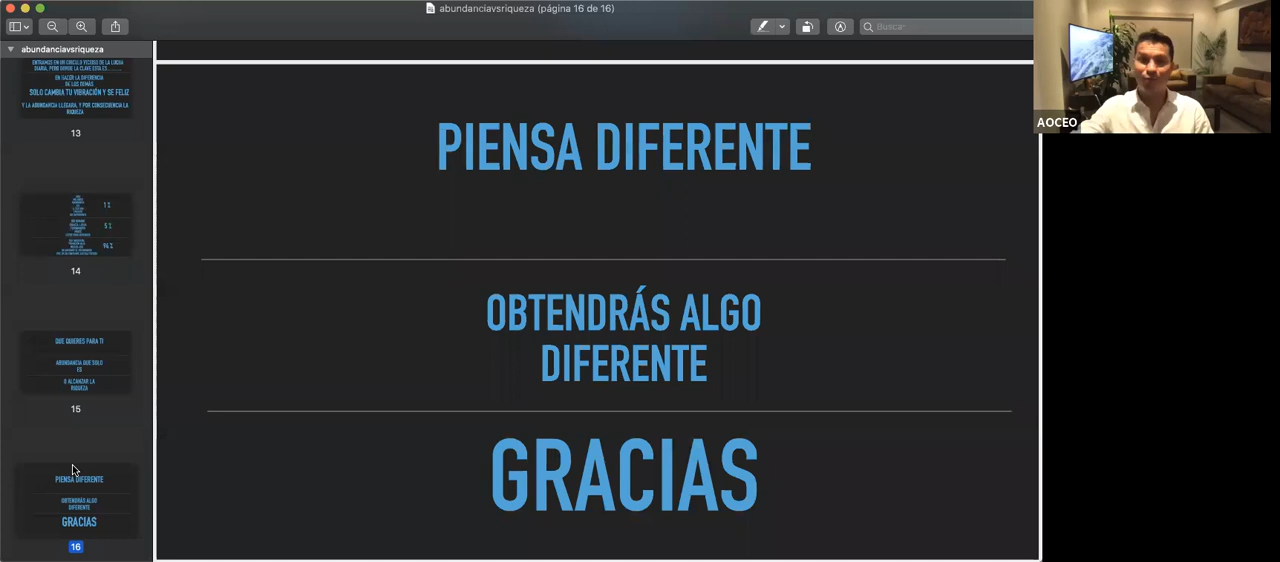 abundanciavsriqueza (página 16 de 16)
Buscar
abundanciavsriqueza
ENTRAMOS EN UN CIRCULO VICIOSO DE LA LUCHA
DIARIA, PERO DONDE LA CLAVE ESTA ES........
EN HACER LA DIFERENCIA
DE LOS DEMÁS
SOLO CAMBIA TU VIBRACIÓN Y SE FELIZ
Y LA ABUNDANCIA LLEGARA, Y POR CONSECUENCIA LA
RIQUEZA
13
1 %
5 %
94 %
14
QUE QUIERES PARA TI
ABUNDANCIA QUE SOLO
ES
O ALCANZAR LA
RIQUEZA
15
PIENSA DIFERENTE
OBTENDRÁS ALGO
DIFERENTE
GRACIAS
16
PIENSA DIFERENTE
OBTENDRÁS ALGO
DIFERENTE
GRACIAS
AOCEO